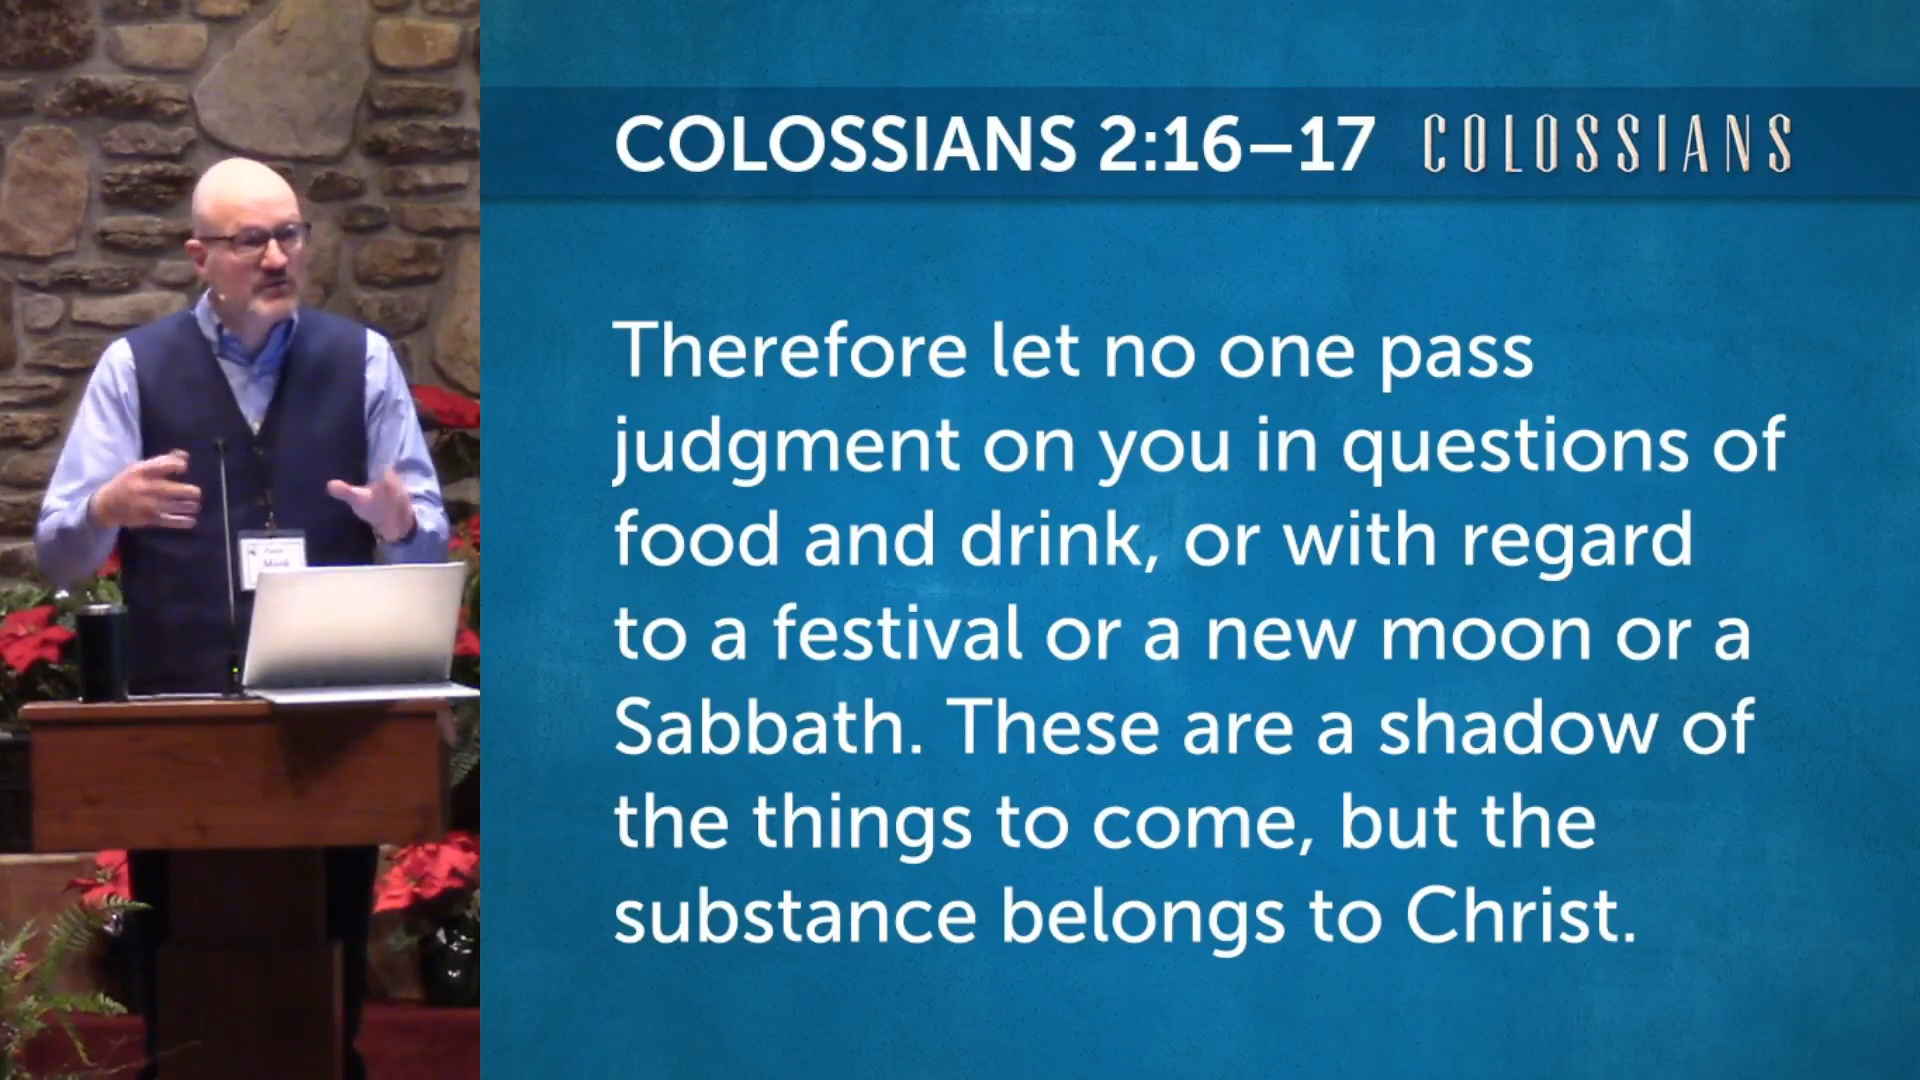 COLOSSIANS 2:16–17
COLOSSIANS
Therefore let no one pass
judgment on you in questions of
food and drink, or with regard
to a festival or a new moon or a
Sabbath. These are a shadow of
the things to come, but the
substance belongs to Christ.